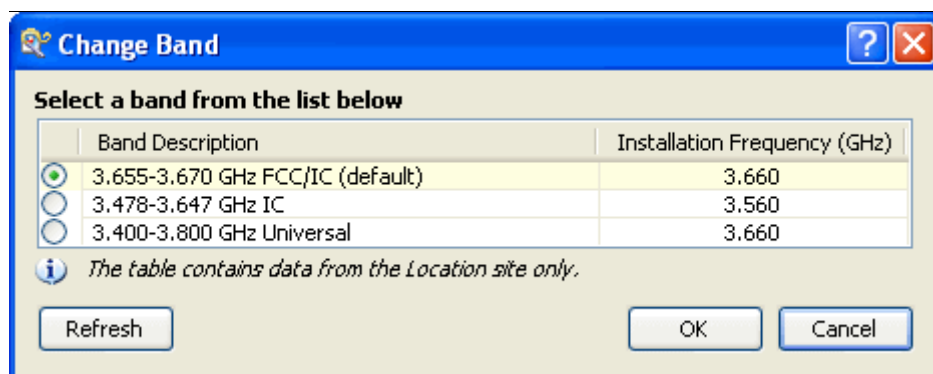 Change Band
Select a band from the list below
Band Description Installation Frequency (GHz)
3.655-3.670 GHz FCC/IC (default) 3.660
3.478-3.647 GHz IC 3.560
3.400-3.800 GHz Universal 3.660
The table contains data from the Location site only.
Refresh OK Cancel